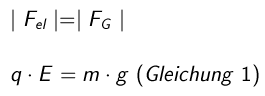 | F_el |=| F_G |
q · E = m · g (Gleichung 1)